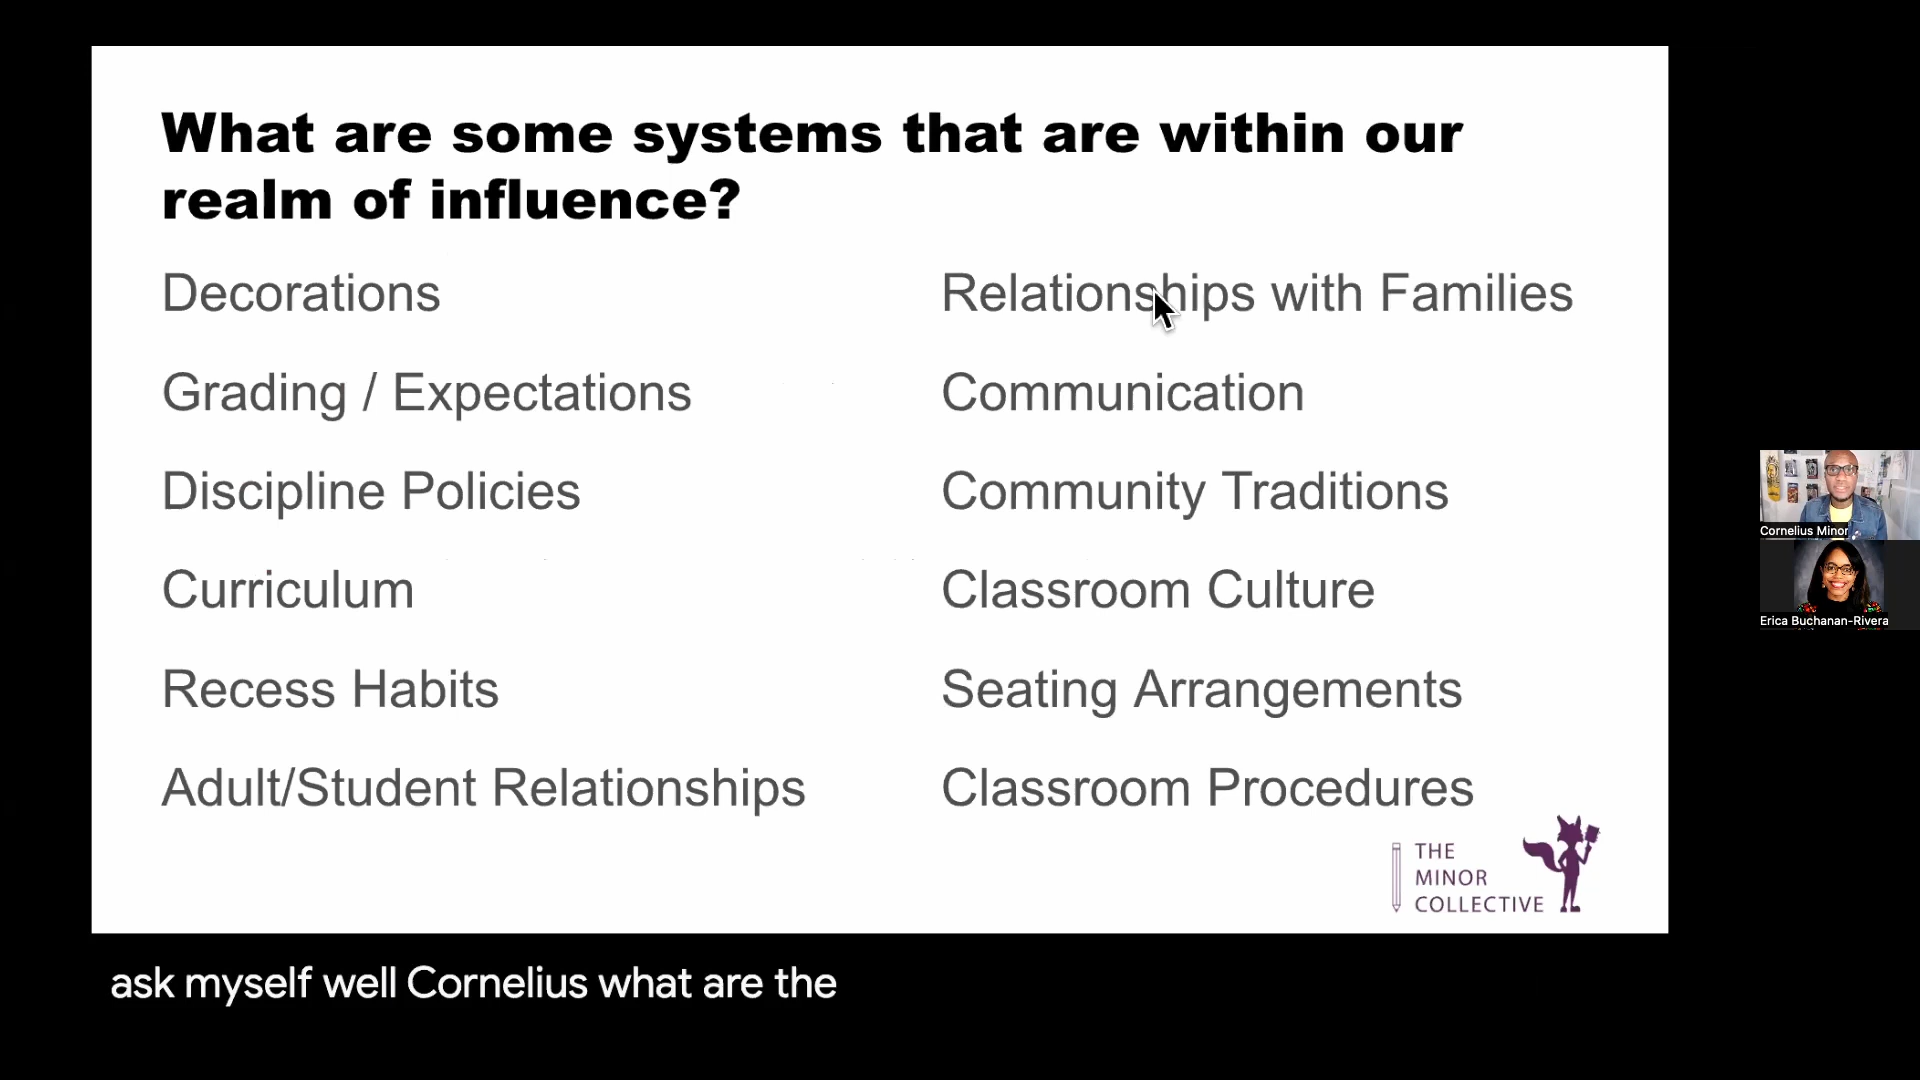 What are some systems that are within our
realm of influence?
Decorations
Grading / Expectations
Discipline Policies
Curriculum
Recess Habits
Adult/Student Relationships
Relationships with Families
Communication
Community Traditions
Classroom Culture
Seating Arrangements
Classroom Procedures
THE
MINOR
COLLECTIVE
Cornelius Minor
Erica Buchanan-Rivera
ask myself well Cornelius what are the